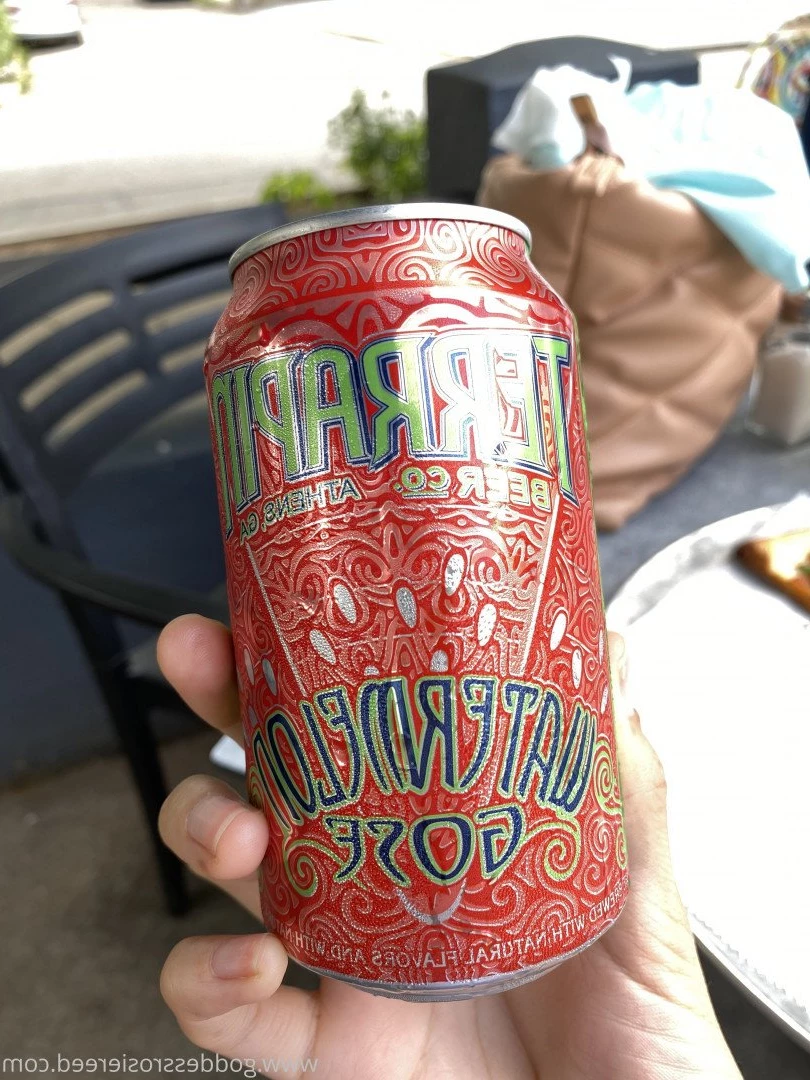 TERRAPIN
BEER CO. ATHENS, GA
WATERMELON
GOSE
BREWED WITH NATURAL FLAVORS AND WITH
www.goddessrosiereed.com